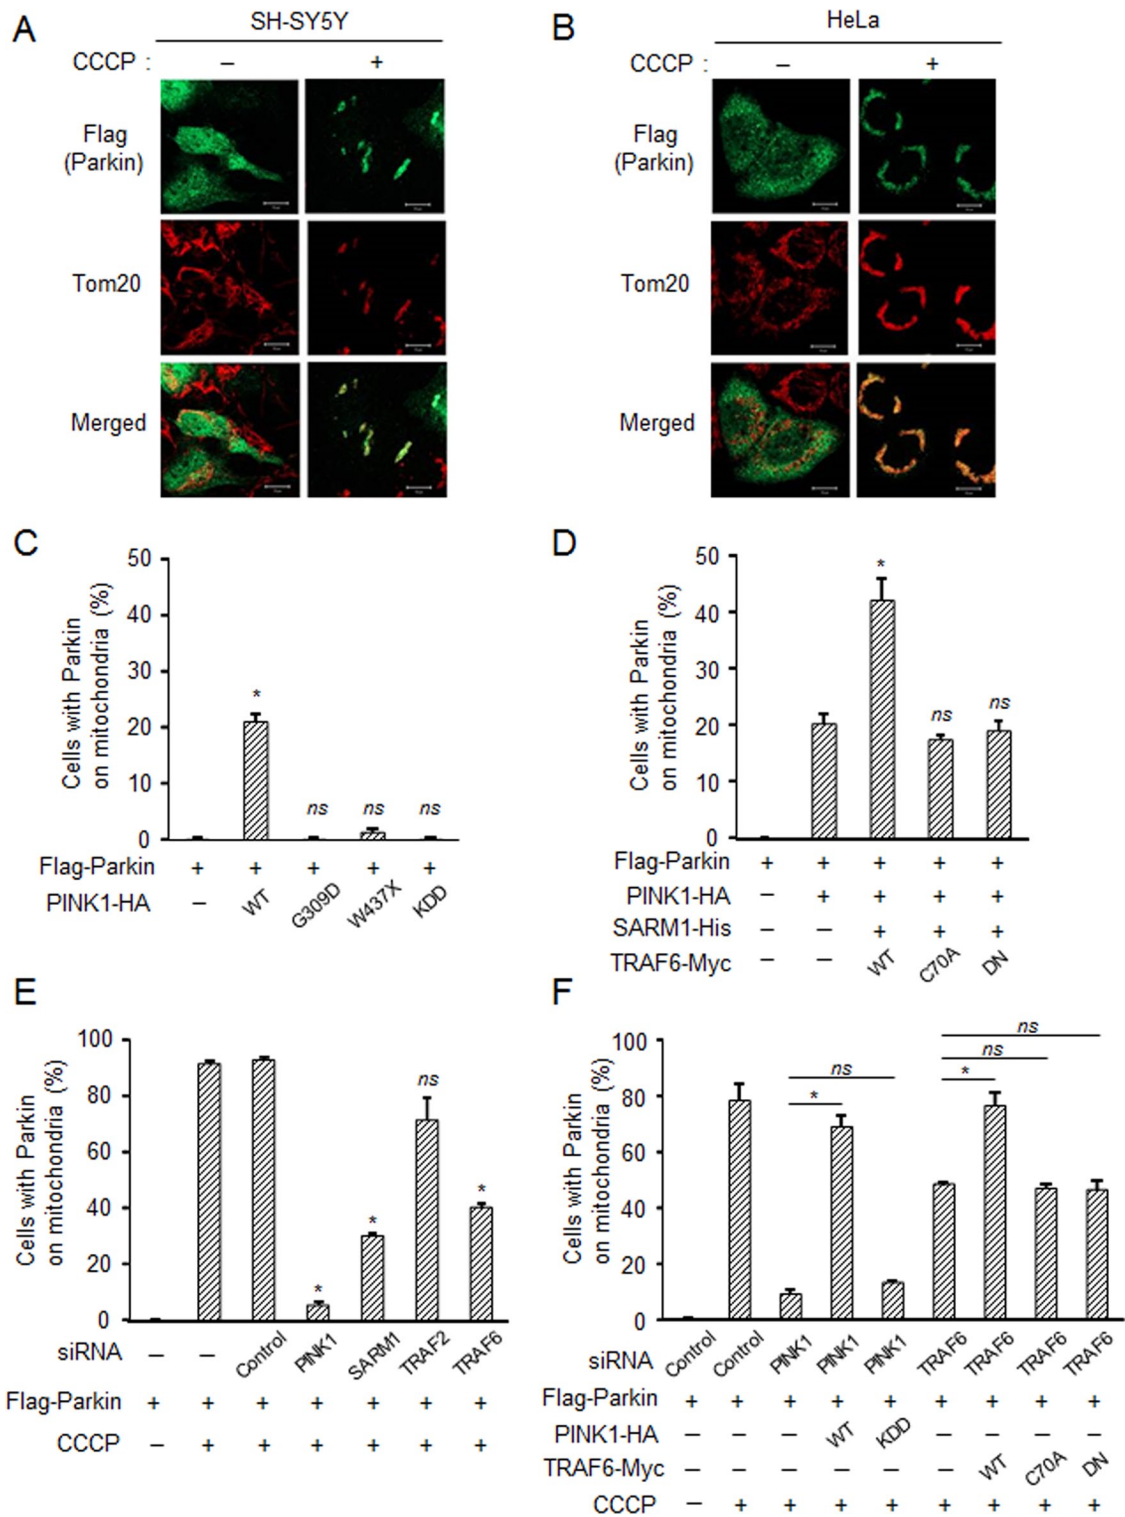 A
SH-SY5Y
CCCP :
–
+
Flag
(Parkin)
Tom20
Merged
B
HeLa
CCCP :
–
+
Flag
(Parkin)
Tom20
Merged
C
Cells with Parkin
on mitochondria (%)
50
40
30
20
10
0
*
ns
ns
ns
Flag-Parkin + + + + +
PINK1-HA – WT G309D W437X KDD
D
Cells with Parkin
on mitochondria (%)
50
40
30
20
10
0
*
ns
ns
Flag-Parkin + + + + +
PINK1-HA – + + + +
SARM1-His – – + + +
TRAF6-Myc – – WT C70A DN
E
Cells with Parkin
on mitochondria (%)
100
80
60
40
20
0
*
*
ns
*
siRNA – – Control PINK1 SARM1 TRAF2 TRAF6
Flag-Parkin + + + + + + +
CCCP – + + + + + +
F
Cells with Parkin
on mitochondria (%)
100
80
60
40
20
0
ns
*
ns
ns
*
siRNA Control Control PINK1 PINK1 PINK1 TRAF6 TRAF6 TRAF6 TRAF6
Flag-Parkin + + + + + + + + +
PINK1-HA – – – WT KDD – – – –
TRAF6-Myc – – – – – – WT C70A DN
CCCP – + + + + + + + +